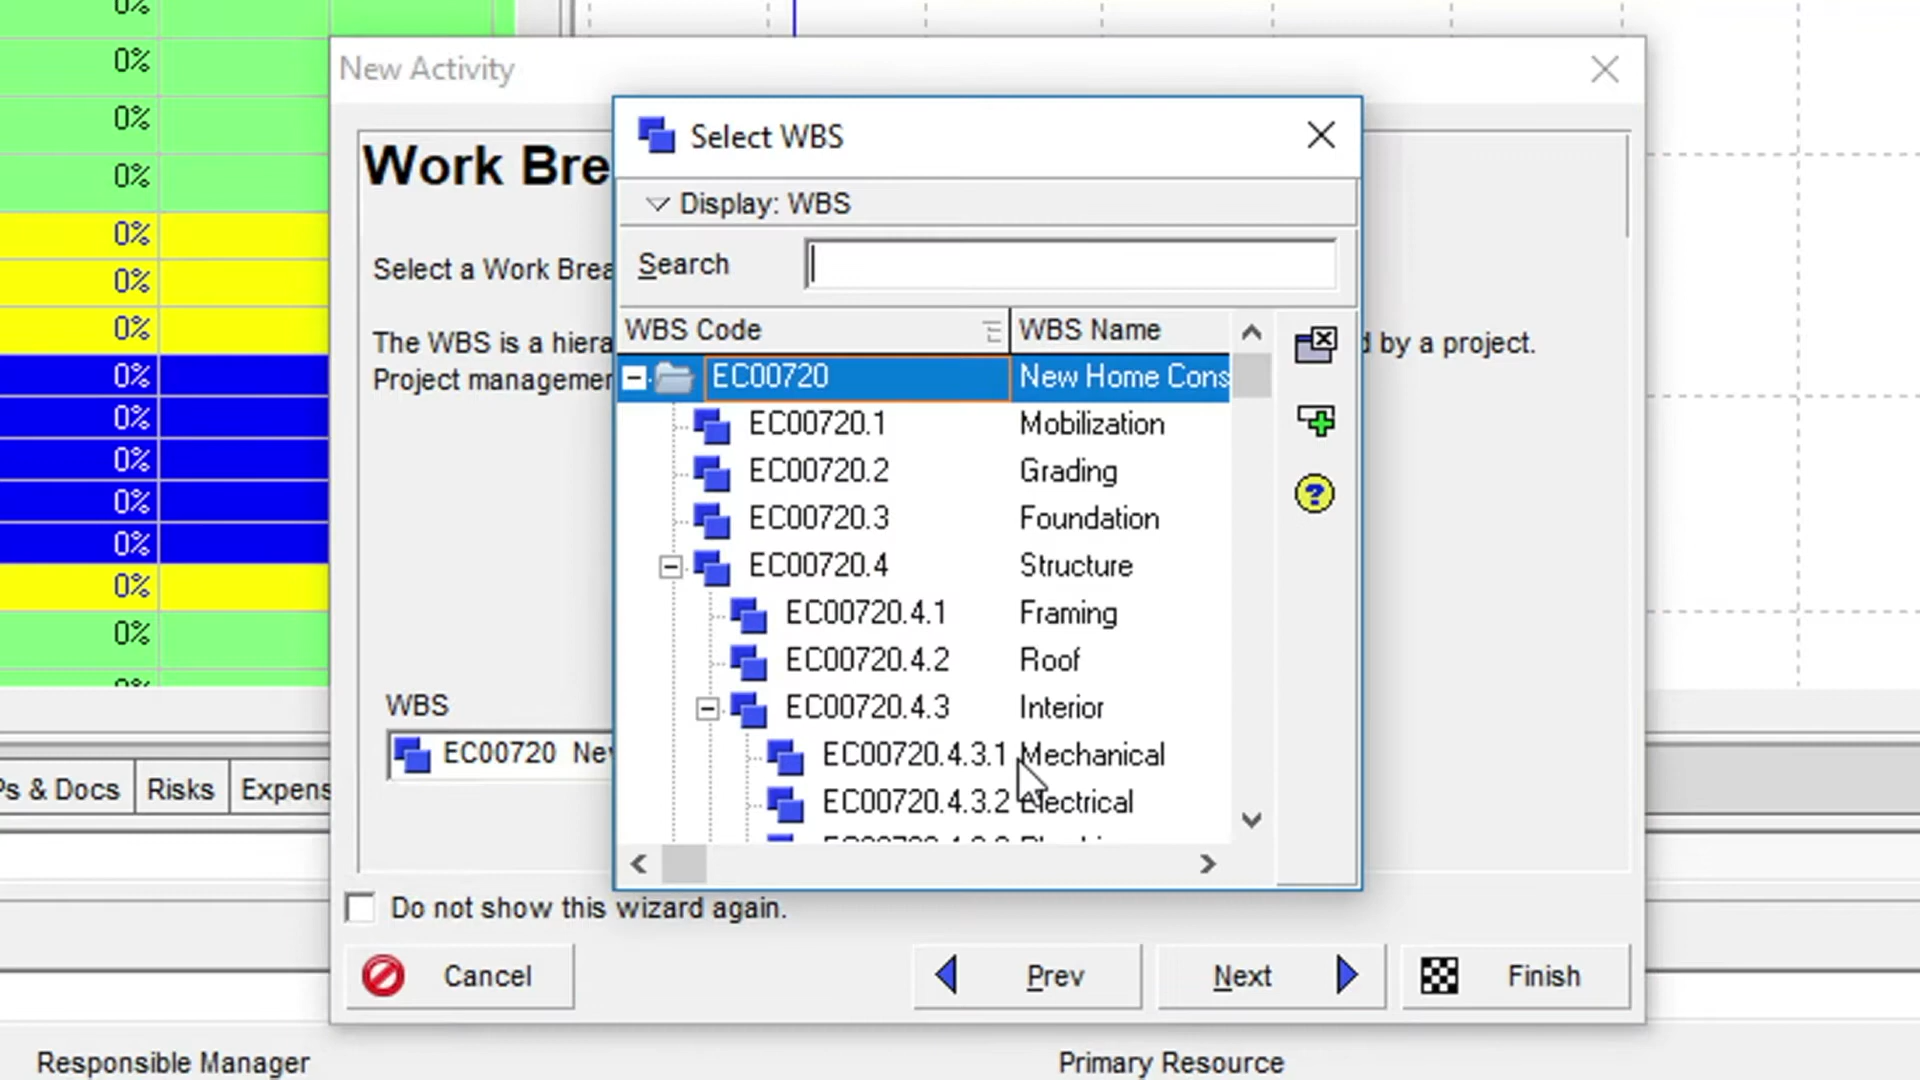 0%
0%
0%
0%
0%
0%
0%
0%
0%
0%
0%
0%
0%
0%
New Activity
Work Bre
Select a Work Brea
The WBS is a hiera
d by a project.
Project managemer
WBS
EC00720 Ne
Select WBS
Display: WBS
Search
WBS Code WBS Name
EC00720 New Home Cons
EC00720.1 Mobilization
EC00720.2 Grading
EC00720.3 Foundation
EC00720.4 Structure
EC00720.4.1 Framing
EC00720.4.2 Roof
EC00720.4.3 Interior
EC00720.4.3.1 Mechanical
EC00720.4.3.2 Electrical
Ps & Docs Risks Expens
Do not show this wizard again.
Cancel Prev Next Finish
Responsible Manager Primary Resource